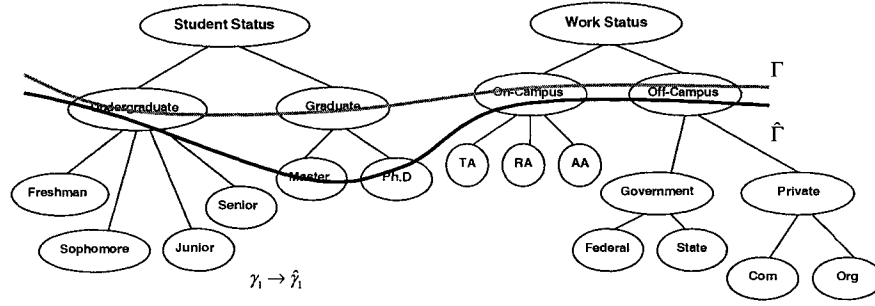 Student Status
Work Status
Γ
Undergraduate
Graduate
On-Campus
Off-Campus
Γ̂
Master
Ph.D
TA
RA
AA
Freshman
Senior
Government
Private
Sophomore
Junior
Federal
State
Com
Org
γ₁ → γ̂₁